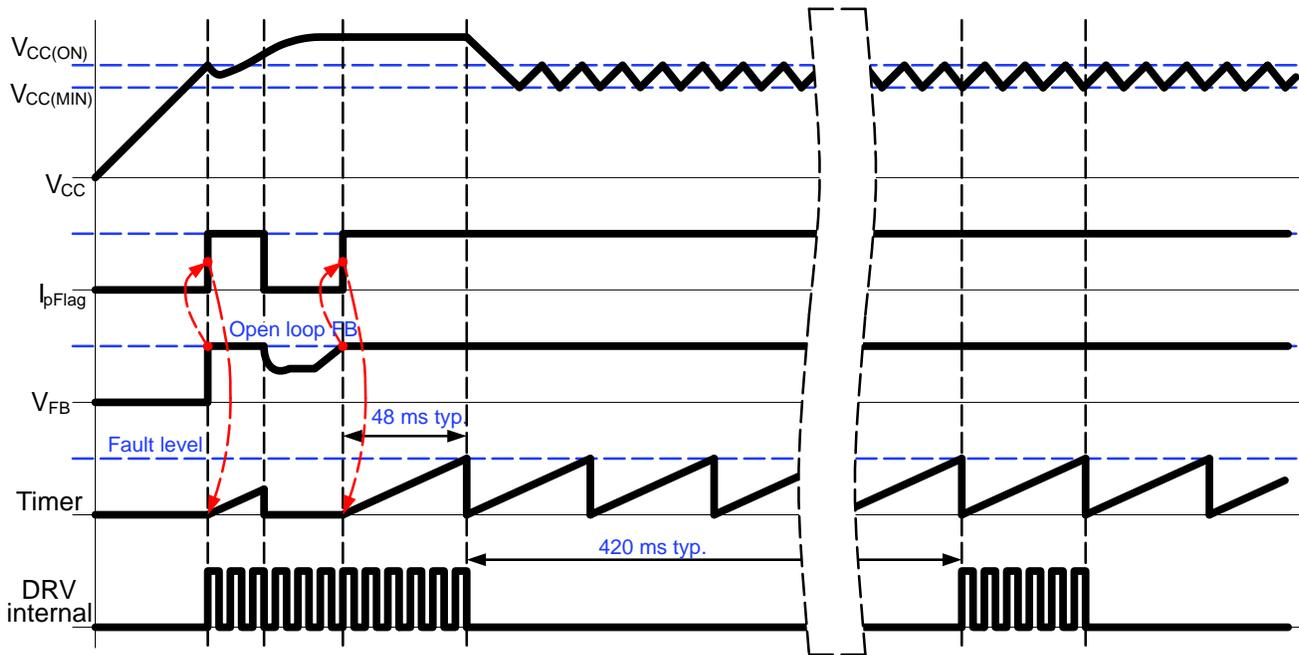 VCC(ON)
VCC(MIN)
VCC
IpFlag
Open loop FB
VFB
48 ms typ.
Fault level
Timer
420 ms typ.
DRV
internal